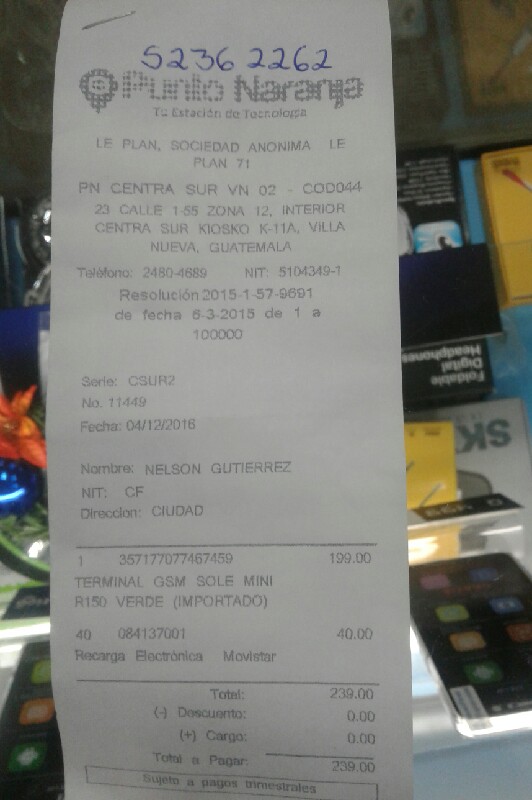 5236 2262
Punto Naranja
Tu Estación de Tecnología
LE PLAN, SOCIEDAD ANONIMA LE
PLAN 71
PN CENTRA SUR VN 02 - COD044
23 CALLE 1-55 ZONA 12, INTERIOR
CENTRA SUR KIOSKO K-11A, VILLA
NUEVA, GUATEMALA
Teléfono: 2480-4689 NIT: 5104349-1
Resolución 2015-1-57-9691
de fecha 6-3-2015 de 1 a
100000
Serie: CSUR2
No. 11449
Fecha: 04/12/2016
Nombre: NELSON GUTIERREZ
NIT: CF
Direccion: CIUDAD
1 357177077467459 199.00
TERMINAL GSM SOLE MINI
R150 VERDE (IMPORTADO)
40 084137001 40.00
Recarga Electrónica Movistar
Total: 239.00
(-) Descuento: 0.00
(+) Cargo: 0.00
Total a Pagar: 239.00
Sujeto a pagos trimestrales
Foldable
Digital
Headphones
SK